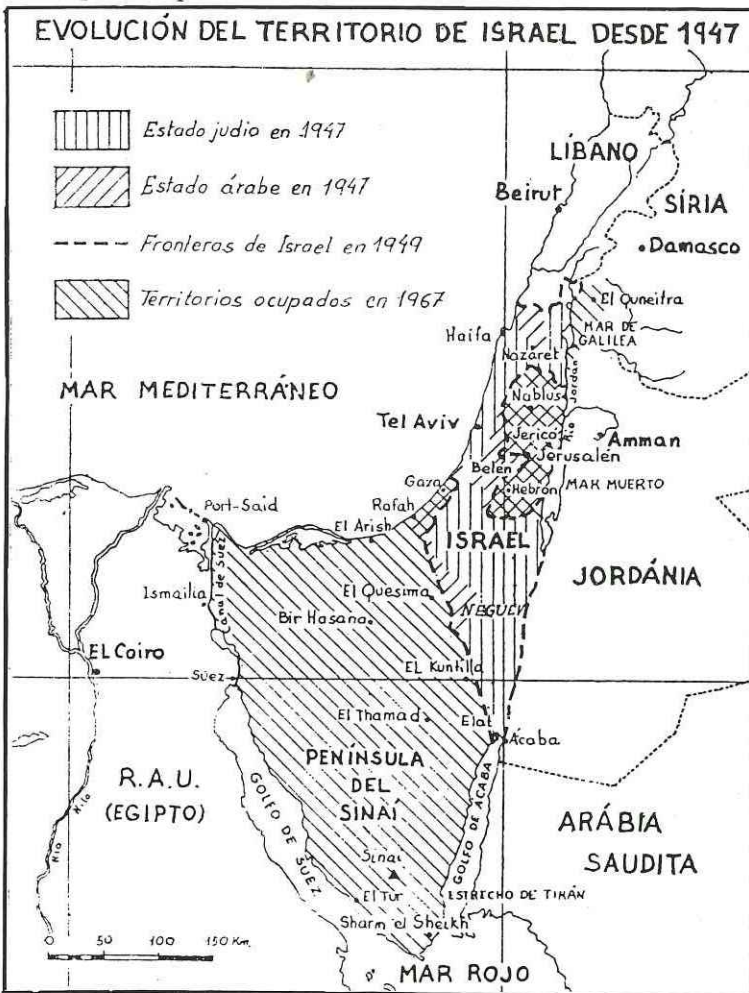 EVOLUCIÓN DEL TERRITORIO DE ISRAEL DESDE 1947
Estado judio en 1947
Estado árabe en 1947
Fronteras de Israel en 1949
Territorios ocupados en 1967
LÍBANO
Beirut
SÍRIA
Damasco
El Quneitra
Haifa
MAR DE
GALILEA
Nazaret
MAR MEDITERRÁNEO
Nablus
Río Jordán
Tel Aviv
Jericó
Amman
Belén
Jerusalén
Gaza
Hebrón
MAR MUERTO
Rafah
Port-Said
El Arish
ISRAEL
Canal de Suez
JORDÁNIA
Ismailia
El Quesima
NEGUEV
Bir Hasana
El Cairo
EL Kuntilla
Süez
El Thamad
Elat
Ácaba
PENÍNSULA
DEL
SINAÍ
R.A.U.
(EGIPTO)
Río Nilo
GOLFO DE SUEZ
GOLFO DE ACABA
ARÁBIA
SAUDITA
Sinai
El Tur
ESTRECHO DE TIRÁN
Sharm el Sheikh
0 50 100 150 Km.
MAR ROJO